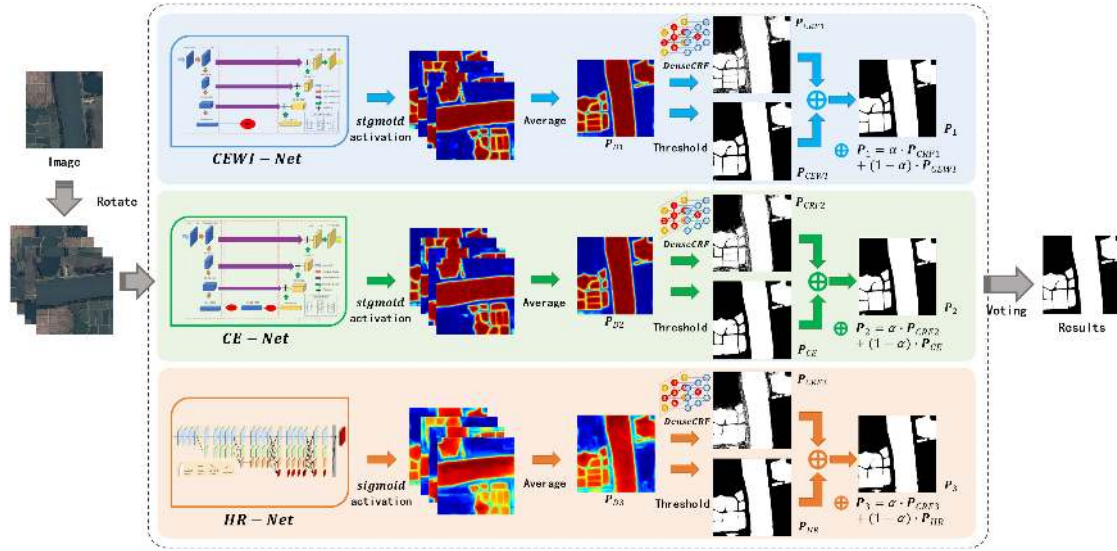 Image
Rotate
CEWI-Net
sigmoid
activation
Average
P_D1
DenseCRF
Threshold
P_CRF1
P_CEWI
P_1
⊕ P_1 = α · P_CRF1
+ (1 − α) · P_CEWI
CE-Net
sigmoid
activation
Average
P_D2
DenseCRF
Threshold
P_CRF2
P_CE
P_2
⊕ P_2 = α · P_CRF2
+ (1 − α) · P_CE
HR-Net
sigmoid
activation
Average
P_D3
DenseCRF
Threshold
P_CRF3
P_HR
P_3
⊕ P_3 = α · P_CRF3
+ (1 − α) · P_HR
Voting
Results